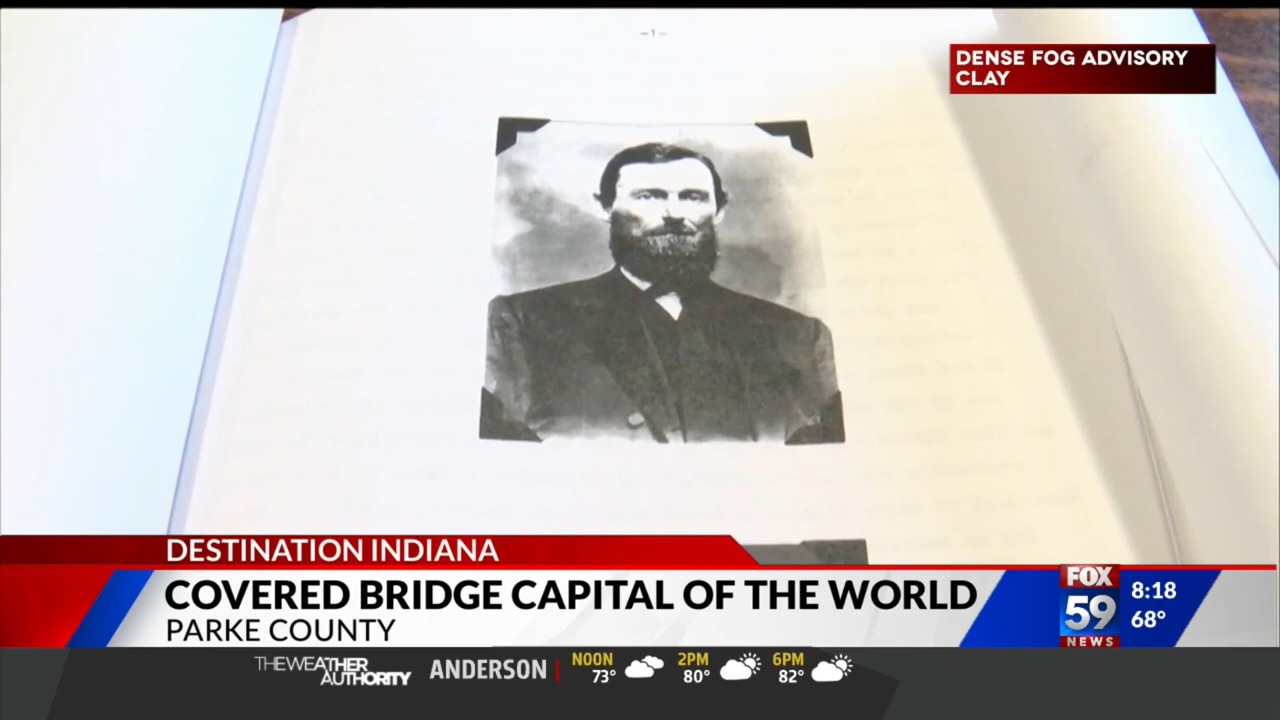 -1-
DENSE FOG ADVISORY
CLAY
DESTINATION INDIANA
COVERED BRIDGE CAPITAL OF THE WORLD
PARKE COUNTY
FOX
59
NEWS
8:18
68°
THE WEATHER
AUTHORITY
ANDERSON
NOON
73°
2PM
80°
6PM
82°